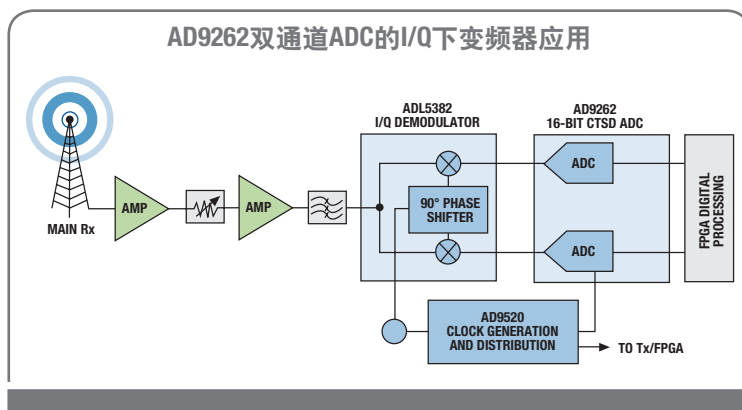 AD9262双通道ADC的I/Q下变频器应用
ADL5382
I/Q DEMODULATOR
AD9262
16-BIT CTSD ADC
MAIN Rx
AMP
AMP
90° PHASE
SHIFTER
ADC
ADC
FPGA DIGITAL
PROCESSING
AD9520
CLOCK GENERATION
AND DISTRIBUTION
TO Tx/FPGA